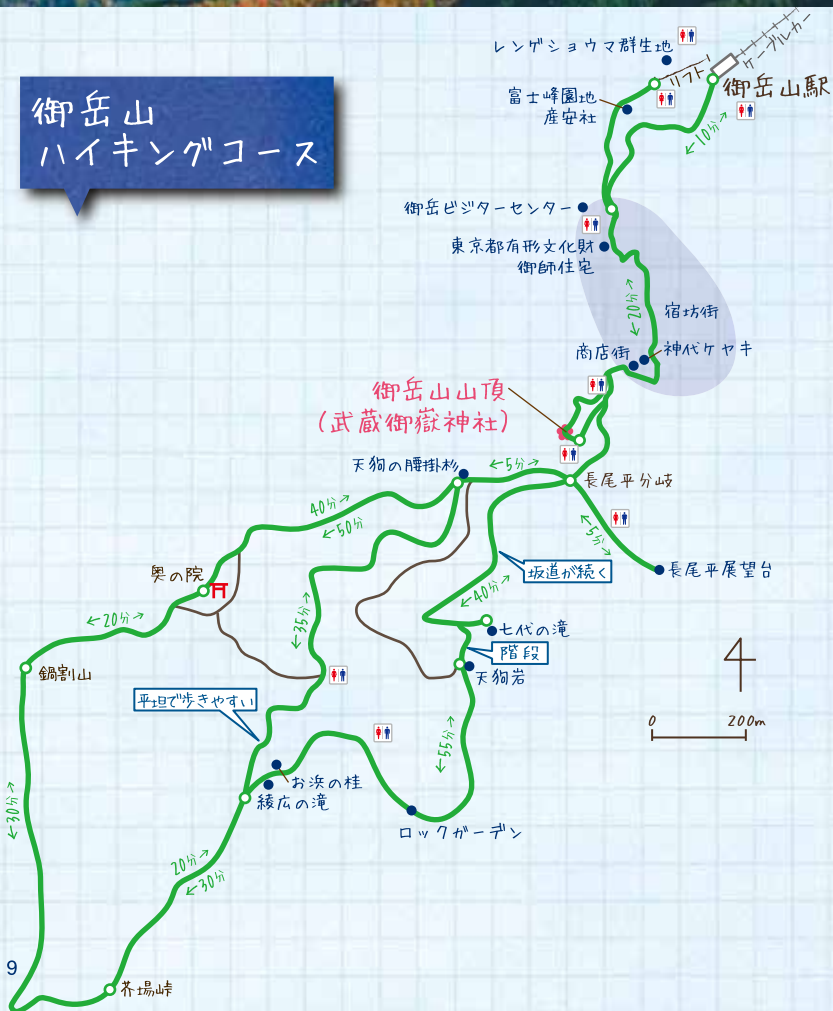 御岳山
ハイキングコース
レンゲショウマ群生地
ケーブルカー
リフト
御岳山駅
富士峰園地
産安社
←10分→
御岳ビジターセンター
東京都有形文化財
御師住宅
←20分→
宿坊街
商店街
神代ケヤキ
御岳山山頂
(武蔵御嶽神社)
天狗の腰掛杉
←5分→
長尾平分岐
40分→
←50分
←5分→
坂道が続く
長尾平展望台
奥の院
←35分→
←40分→
←20分→
七代の滝
階段
天狗岩
鍋割山
平坦で歩きやすい
0 200m
←55分→
お浜の桂
綾広の滝
←30分→
ロックガーデン
20分→
←30分
9
芥場峠